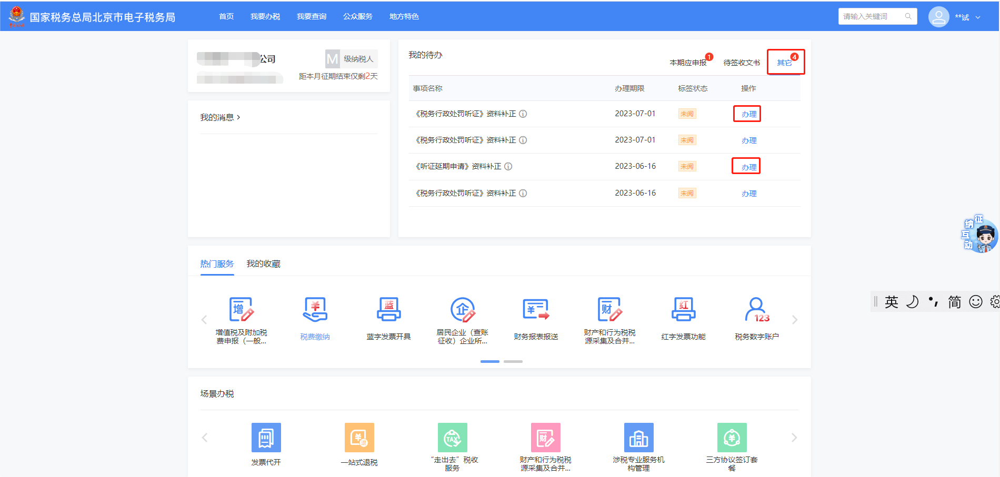 国家税务总局北京市电子税务局
首页 我要办税 我要查询 公众服务 地方特色
请输入关键词
**试
公司
M 级纳税人
距本月征期结束仅剩2天
我的消息
我的待办
本期应申报 1 待签收文书 其它 4
事项名称 办理期限 标签状态 操作
《税务行政处罚听证》资料补正 2023-07-01 未阅 办理
《税务行政处罚听证》资料补正 2023-07-01 未阅 办理
《听证延期申请》资料补正 2023-06-16 未阅 办理
《税务行政处罚听证》资料补正 2023-06-16 未阅 办理
征纳互动
热门服务 我的收藏
增 ¥ 蓝 企 ¥ 财 红 123
增值税及附加税费申报（一般... 税费缴纳 蓝字发票开具 居民企业（查账征收）企业所... 财务报表报送 财产和行为税税源采集及合并... 红字发票功能 税务数字账户
英 简
场景办税
¥ 退 TAX 财 ¥
发票代开 一站式退税 “走出去”税收服务 财产和行为税税源采集及合并... 涉税专业服务机构管理 三方协议签订套餐